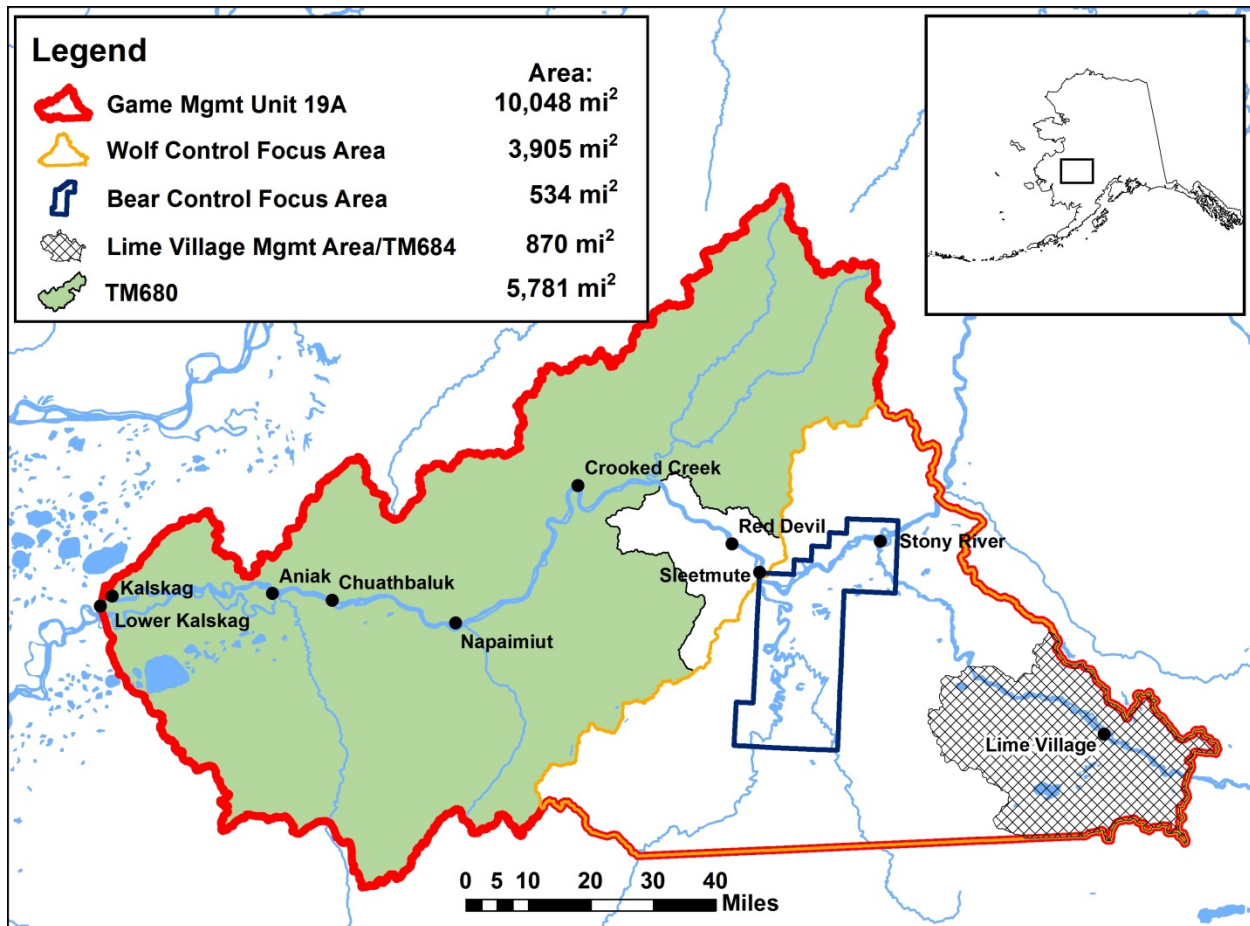 Legend
Area:
Game Mgmt Unit 19A 10,048 mi²
Wolf Control Focus Area 3,905 mi²
Bear Control Focus Area 534 mi²
Lime Village Mgmt Area/TM684 870 mi²
TM680 5,781 mi²
Crooked Creek
Red Devil
Stony River
Sleetmute
Aniak
Kalskag
Chuathbaluk
Lower Kalskag
Napaimiut
Lime Village
0 5 10 20 30 40
Miles